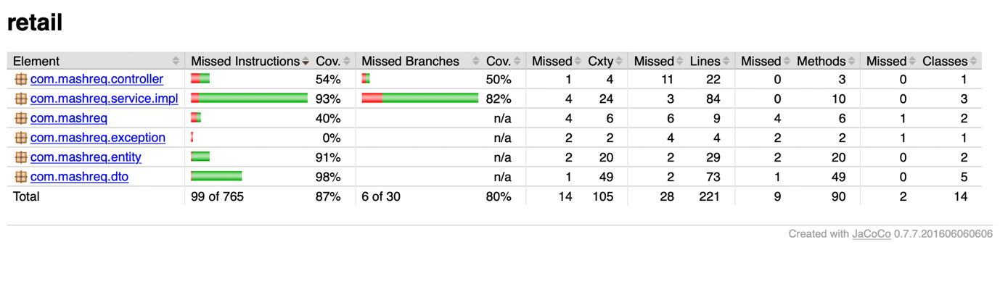 retail
Element Missed Instructions Cov. Missed Branches Cov. Missed Cxty Missed Lines Missed Methods Missed Classes
com.mashreq.controller 54% 50% 1 4 11 22 0 3 0 1
com.mashreq.service.impl 93% 82% 4 24 3 84 0 10 0 3
com.mashreq 40% n/a 4 6 6 9 4 6 1 2
com.mashreq.exception 0% n/a 2 2 4 4 2 2 1 1
com.mashreq.entity 91% n/a 2 20 2 29 2 20 0 2
com.mashreq.dto 98% n/a 1 49 2 73 1 49 0 5
Total 99 of 765 87% 6 of 30 80% 14 105 28 221 9 90 2 14
Created with JaCoCo 0.7.7.201606060606